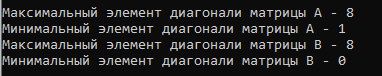 Максимальный элемент диагонали матрицы A - 8
Минимальный элемент диагонали матрицы A - 1
Максимальный элемент диагонали матрицы B - 8
Минимальный элемент диагонали матрицы B - 0